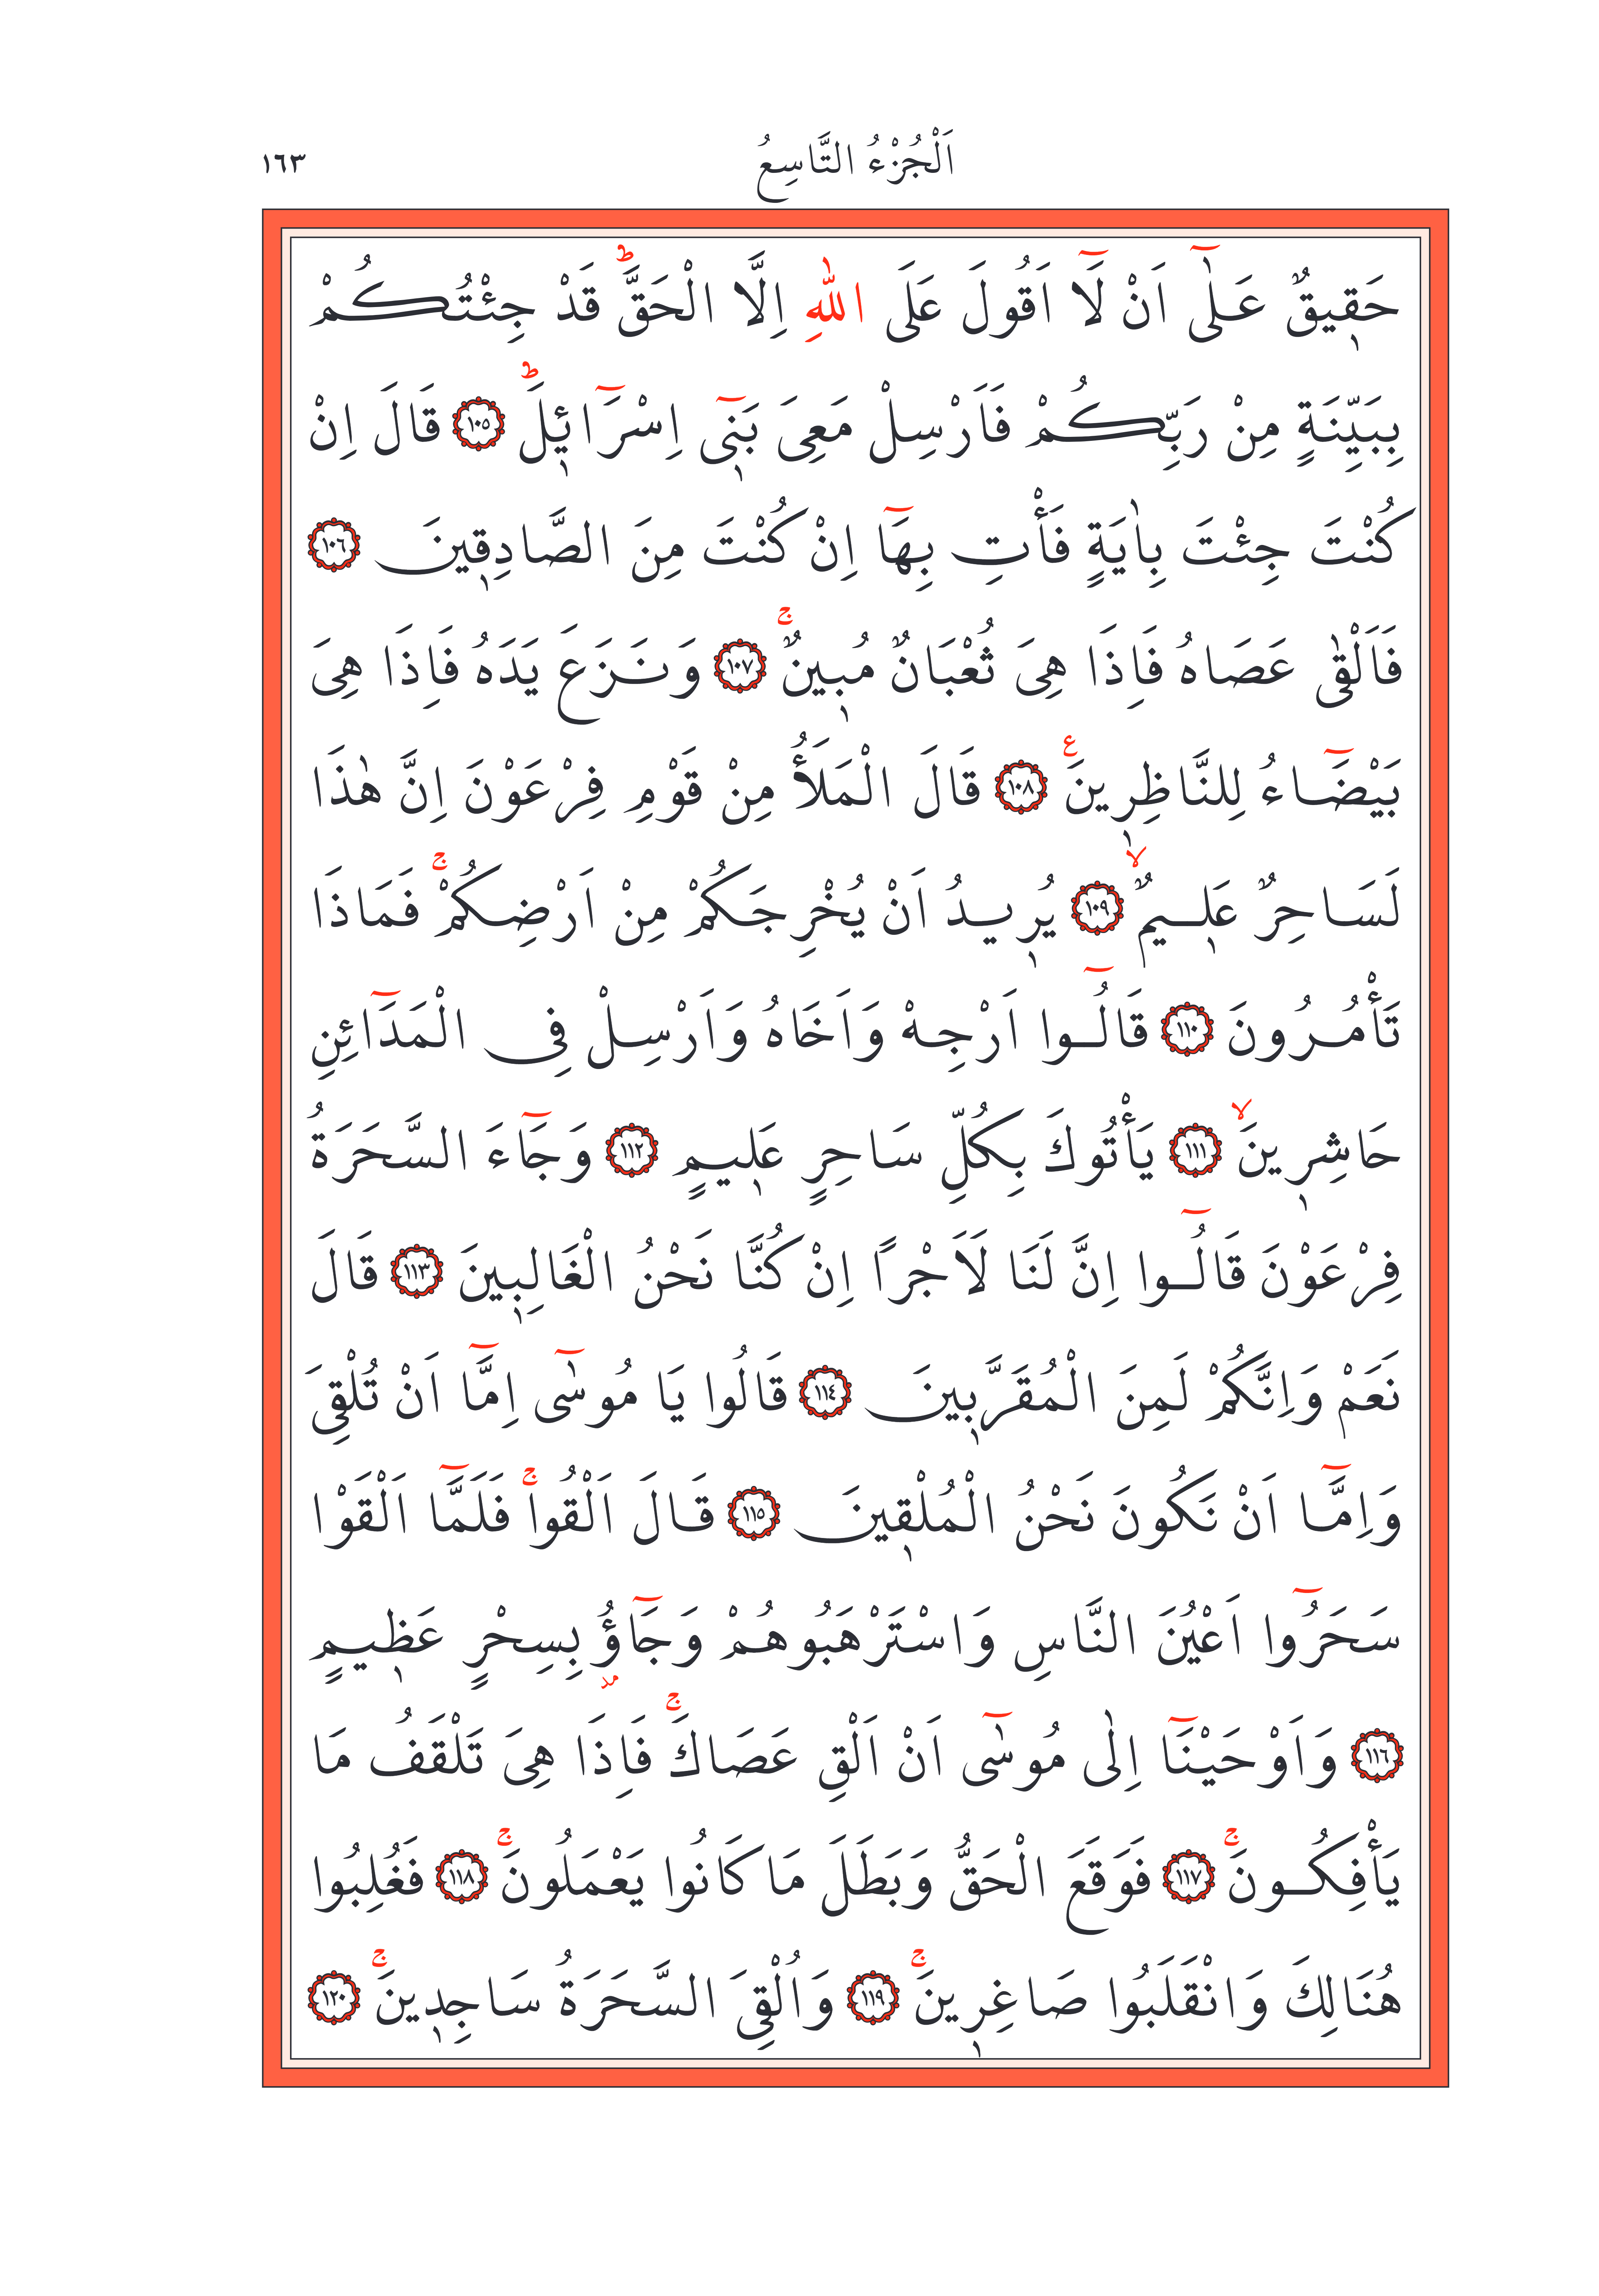 اَلْجُزْءُ التَّاسِعُ ١٦٣
حَقٖيقٌ عَلٰٓى اَنْ لَٓا اَقُولَ عَلَى اللّٰهِ اِلَّا الْحَقَّؕ قَدْ جِئْتُكُمْ
بِبَيِّنَةٍ مِنْ رَبِّكُمْ فَاَرْسِلْ مَعِىَ بَنٖٓى اِسْرَٓائٖلَؕ ١٠٥ قَالَ اِنْ
كُنْتَ جِئْتَ بِاٰيَةٍ فَأْتِ بِهَٓا اِنْ كُنْتَ مِنَ الصَّادِقٖينَ ١٠٦
فَاَلْقٰى عَصَاهُ فَاِذَا هِىَ ثُعْبَانٌ مُبٖينٌۚ ١٠٧ وَنَزَعَ يَدَهُ فَاِذَا هِىَ
بَيْضَٓاءُ لِلنَّاظِرٖينَ ع ١٠٨ قَالَ الْمَلَأُ مِنْ قَوْمِ فِرْعَوْنَ اِنَّ هٰذَا
لَسَاحِرٌ عَلٖيمٌۙ ١٠٩ يُرٖيدُ اَنْ يُخْرِجَكُمْ مِنْ اَرْضِكُمْۚ فَمَاذَا
تَأْمُرُونَ ١١٠ قَالُٓوا اَرْجِهْ وَاَخَاهُ وَاَرْسِلْ فِى الْمَدَٓائِنِ
حَاشِرٖينَۙ ١١١ يَأْتُوكَ بِكُلِّ سَاحِرٍ عَلٖيمٍ ١١٢ وَجَٓاءَ السَّحَرَةُ
فِرْعَوْنَ قَالُٓوا اِنَّ لَنَا لَاَجْرًا اِنْ كُنَّا نَحْنُ الْغَالِبٖينَ ١١٣ قَالَ
نَعَمْ وَاِنَّكُمْ لَمِنَ الْمُقَرَّبٖينَ ١١٤ قَالُوا يَا مُوسٰٓى اِمَّٓا اَنْ تُلْقِىَ
وَاِمَّٓا اَنْ نَكُونَ نَحْنُ الْمُلْقٖينَ ١١٥ قَالَ اَلْقُواۚ فَلَمَّٓا اَلْقَوْا
سَحَرُٓوا اَعْيُنَ النَّاسِ وَاسْتَرْهَبُوهُمْ وَجَٓاؤُ بِسِحْرٍ عَظٖيمٍ
١١٦ وَاَوْحَيْنَٓا اِلٰى مُوسٰٓى اَنْ اَلْقِ عَصَاكَۚ فَاِذَا هِىَ تَلْقَفُ مَا
يَأْفِكُونَۚ ١١٧ فَوَقَعَ الْحَقُّ وَبَطَلَ مَا كَانُوا يَعْمَلُونَۚ ١١٨ فَغُلِبُوا
هُنَالِكَ وَانْقَلَبُوا صَاغِرٖينَۚ ١١٩ وَاُلْقِىَ السَّحَرَةُ سَاجِدٖينَۚ ١٢٠